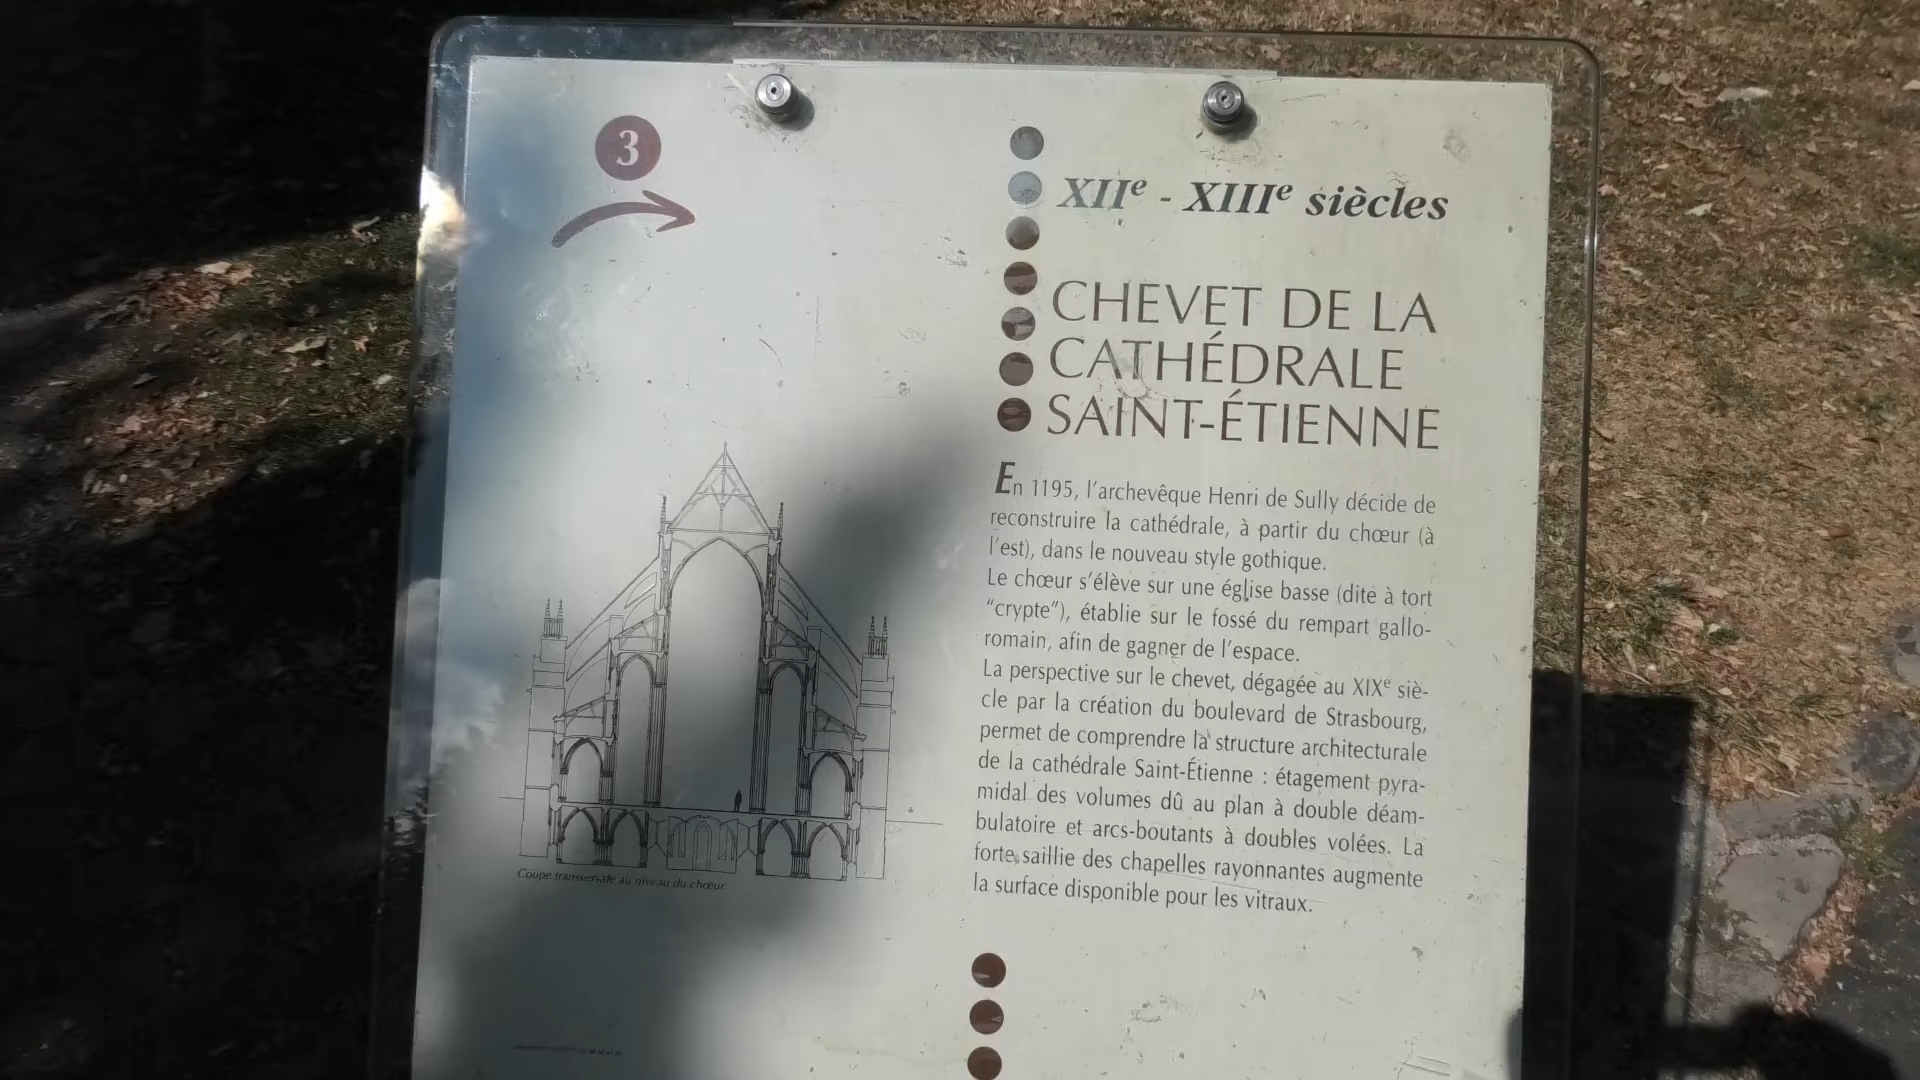 3
XIIe - XIIIe siècles
CHEVET DE LA
CATHÉDRALE
SAINT-ÉTIENNE
En 1195, l'archevêque Henri de Sully décide de
reconstruire la cathédrale, à partir du chœur (à
l'est), dans le nouveau style gothique.
Le chœur s'élève sur une église basse (dite à tort
"crypte"), établie sur le fossé du rempart gallo-
romain, afin de gagner de l'espace.
La perspective sur le chevet, dégagée au XIXe siè-
cle par la création du boulevard de Strasbourg,
permet de comprendre la structure architecturale
de la cathédrale Saint-Étienne : étagement pyra-
midal des volumes dû au plan à double déam-
bulatoire et arcs-boutants à doubles volées. La
forte saillie des chapelles rayonnantes augmente
la surface disponible pour les vitraux.
Coupe transversale au niveau du chœur.